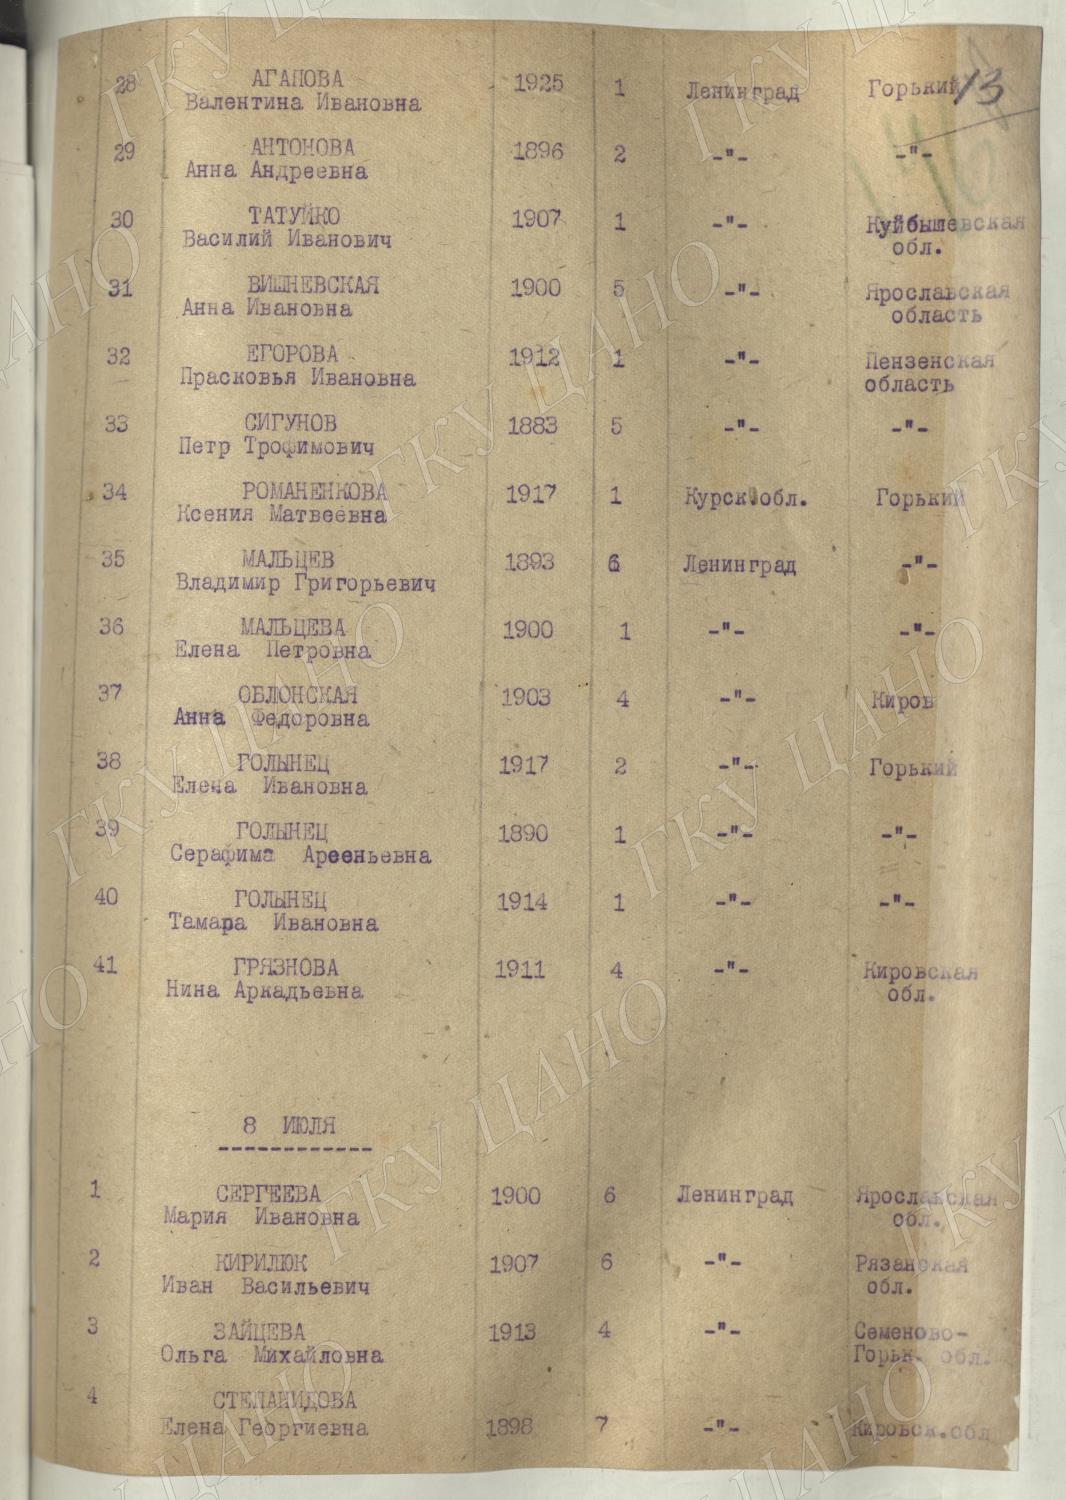 13
28 АГАПОВА 1925 1 Ленинград Горький
Валентина Ивановна
29 АНТОНОВА 1896 2 -"- -"-
Анна Андреевна
30 ТАТУЙКО 1907 1 -"- Куйбышевская
Василий Иванович обл.
31 ВИШНЕВСКАЯ 1900 5 -"- Ярославская
Анна Ивановна область
32 ЕГОРОВА 1912 1 -"- Пензенская
Прасковья Ивановна область
33 СИГУНОВ 1883 5 -"- -"-
Петр Трофимович
34 РОМАНЕНКОВА 1917 1 Курск.обл. Горький
Ксения Матвеевна
35 МАЛЬЦЕВ 1893 6 Ленинград -"-
Владимир Григорьевич
36 МАЛЬЦЕВА 1900 1 -"- -"-
Елена Петровна
37 ОБЛОНСКАЯ 1903 4 -"- Киров
Анна Федоровна
38 ГОЛЫНЕЦ 1917 2 -"- Горький
Елена Ивановна
39 ГОЛЫНЕЦ 1890 1 -"- -"-
Серафима Арсеньевна
40 ГОЛЫНЕЦ 1914 1 -"- -"-
Тамара Ивановна
41 ГРЯЗНОВА 1911 4 -"- Кировская
Нина Аркадьевна обл.
8 ИЮЛЯ
1 СЕРГЕЕВА 1900 6 Ленинград Ярославская
Мария Ивановна обл.
2 КИРИЛЮК 1907 6 -"- Рязанская
Иван Васильевич обл.
3 ЗАЙЦЕВА 1913 4 -"- Семеново-
Ольга Михайловна Горьк. обл.
4 СТЕПАНИДОВА
Елена Георгиевна 1898 7 -"- Кировск.обл
ГКУ ЦАНО